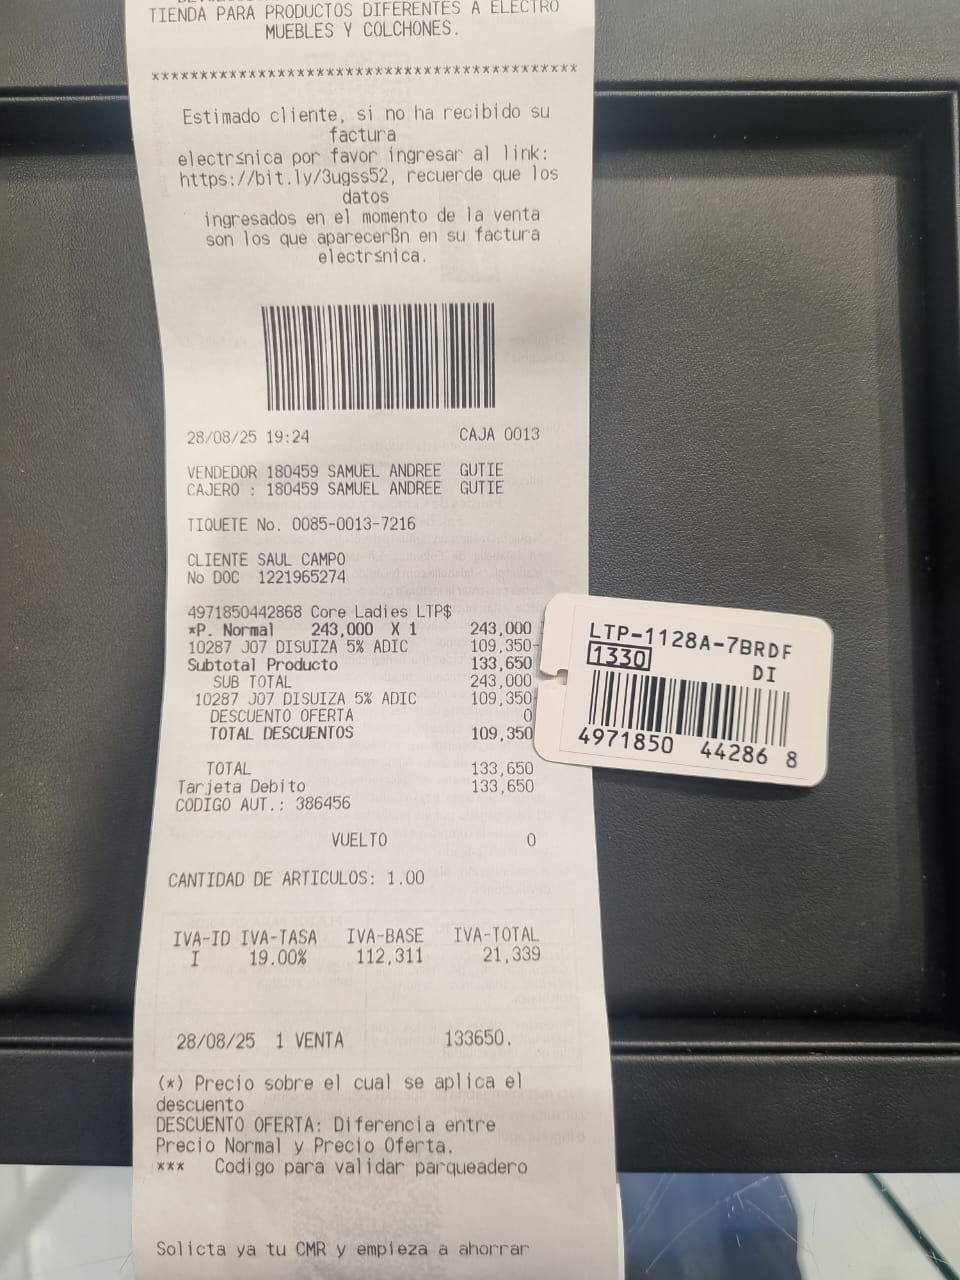 TIENDA PARA PRODUCTOS DIFERENTES A ELECTRO
MUEBLES Y COLCHONES.
*******************************************
Estimado cliente, si no ha recibido su
factura
electr≤nica por favor ingresar al link:
https://bit.ly/3ugss52, recuerde que los
datos
ingresados en el momento de la venta
son los que aparecerßn en su factura
electr≤nica.
28/08/25 19:24 CAJA 0013
VENDEDOR 180459 SAMUEL ANDREE GUTIE
CAJERO : 180459 SAMUEL ANDREE GUTIE
TIQUETE No. 0085-0013-7216
CLIENTE SAUL CAMPO
No DOC 1221965274
4971850442868 Core Ladies LTP$
*P. Normal 243,000 X 1 243,000
10287 J07 DISUIZA 5% ADIC 109,350-
Subtotal Producto 133,650
SUB TOTAL 243,000
10287 J07 DISUIZA 5% ADIC 109,350-
DESCUENTO OFERTA 0
TOTAL DESCUENTOS 109,350
TOTAL 133,650
Tarjeta Debito 133,650
CODIGO AUT.: 386456
VUELTO 0
CANTIDAD DE ARTICULOS: 1.00
IVA-ID IVA-TASA IVA-BASE IVA-TOTAL
I 19.00% 112,311 21,339
28/08/25 1 VENTA 133650.
(*) Precio sobre el cual se aplica el
descuento
DESCUENTO OFERTA: Diferencia entre
Precio Normal y Precio Oferta.
*** Codigo para validar parqueadero
Solicta ya tu CMR y empieza a ahorrar
LTP-1128A-7BRDF
1330 DI
4971850 44286 8